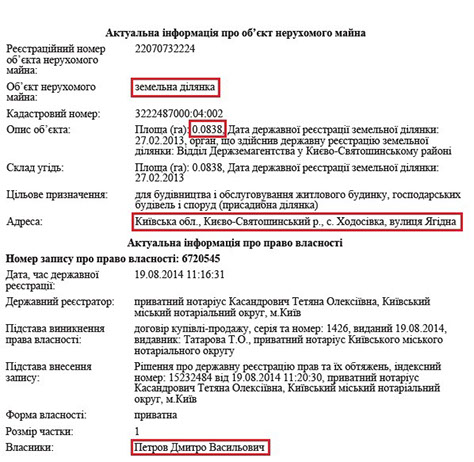 Актуальна інформація про об’єкт нерухомого майна
Реєстраційний номер 22070732224
об’єкта нерухомого
майна:
Об’єкт нерухомого земельна ділянка
майна:
Кадастровий номер: 3222487000:04:002
Опис об’єкта: Площа (га): 0.0838, Дата державної реєстрації земельної ділянки:
27.02.2013, орган, що здійснив державну реєстрацію земельної
ділянки: Відділ Держземагентства у Києво-Святошинському районі
Склад угідь: Площа (га): 0.0838, Дата державної реєстрації земельної ділянки:
27.02.2013
Цільове призначення: для будівництва і обслуговування житлового будинку, господарських
будівель і споруд (присадибна ділянка)
Адреса: Київська обл., Києво-Святошинський р., с. Ходосівка, вулиця Ягідна
Актуальна інформація про право власності
Номер запису про право власності: 6720545
Дата, час державної 19.08.2014 11:16:31
реєстрації:
Державний реєстратор: приватний нотаріус Касандрович Тетяна Олексіївна, Київський
міський нотаріальний округ, м.Київ
Підстава виникнення договір купівлі-продажу, серія та номер: 1426, виданий 19.08.2014,
права власності: видавник: Татарова Т.О., приватний нотаріус Київського міського
нотаріального округу
Підстава внесення Рішення про державну реєстрацію прав та їх обтяжень, індексний
запису: номер: 15232484 від 19.08.2014 11:20:30, приватний нотаріус
Касандрович Тетяна Олексіївна, Київський міський нотаріальний
округ, м.Київ
Форма власності: приватна
Розмір частки: 1
Власники: Петров Дмитро Васильович